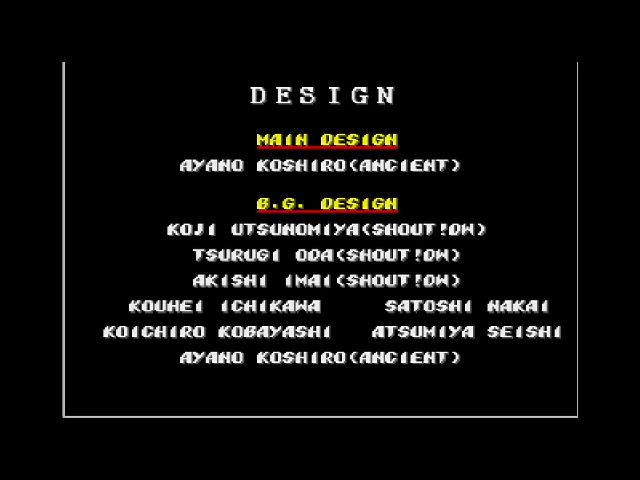 DESIGN
MAIN DESIGN
AYANO KOSHIRO(ANCIENT)
B.G. DESIGN
KOJI UTSUNOMIYA(SHOUT!DW)
TSURUGI ODA(SHOUT!DW)
AKISHI IMAI(SHOUT!DW)
KOUHEI ICHIKAWA SATOSHI NAKAI
KOICHIRO KOBAYASHI ATSUMIYA SEISHI
AYANO KOSHIRO(ANCIENT)